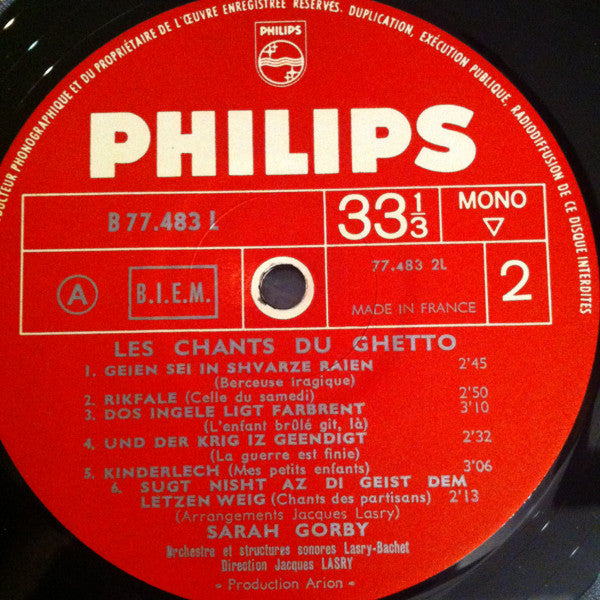 DUCTEUR PHONOGRAPHIQUE ET DU PROPRIÉTAIRE DE L'ŒUVRE ENREGISTRÉE RÉSERVÉS. DUPLICATION, EXÉCUTION PUBLIQUE, RADIODIFFUSION DE CE DISQUE INTERDITES
PHILIPS
PHILIPS
B 77.483 L
33 1/3
MONO
▽
A
B.I.E.M.
77.483 2L
MADE IN FRANCE
2
LES CHANTS DU GHETTO
1. GEIEN SEI IN SHVARZE RAIEN 2'45
(Berceuse iragique)
2. RIKFALE (Celle du samedi) 2'50
3. DOS INGELE LIGT FARBRENT 3'10
(L'enfant brûlé git, là)
4. UND DER KRIG IZ GEENDIGT 2'32
(La guerre est finie)
5. KINDERLECH (Mes petits enfants) 3'06
6. SUGT NISHT AZ DI GEIST DEM
LETZEN WEIG (Chants des partisans) 2'13
(Arrangements Jacques Lasry)
SARAH GORBY
Orchestre et structures sonores Lasry-Bachet
Direction Jacques LASRY
• Production Arion •